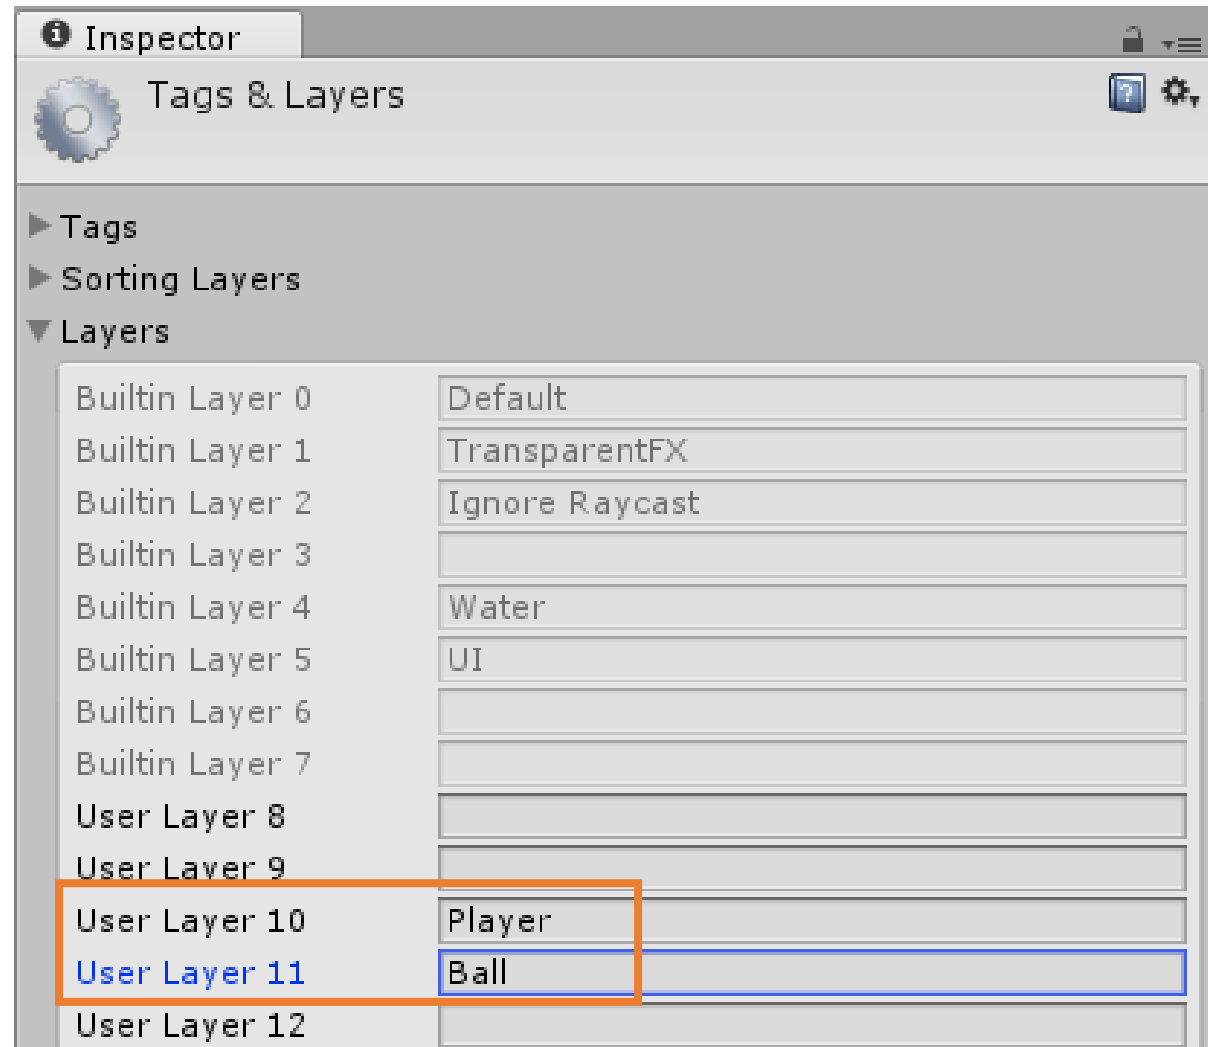 Inspector
Tags & Layers
Tags
Sorting Layers
Layers
Builtin Layer 0 Default
Builtin Layer 1 TransparentFX
Builtin Layer 2 Ignore Raycast
Builtin Layer 3
Builtin Layer 4 Water
Builtin Layer 5 UI
Builtin Layer 6
Builtin Layer 7
User Layer 8
User Layer 9
User Layer 10 Player
User Layer 11 Ball
User Layer 12